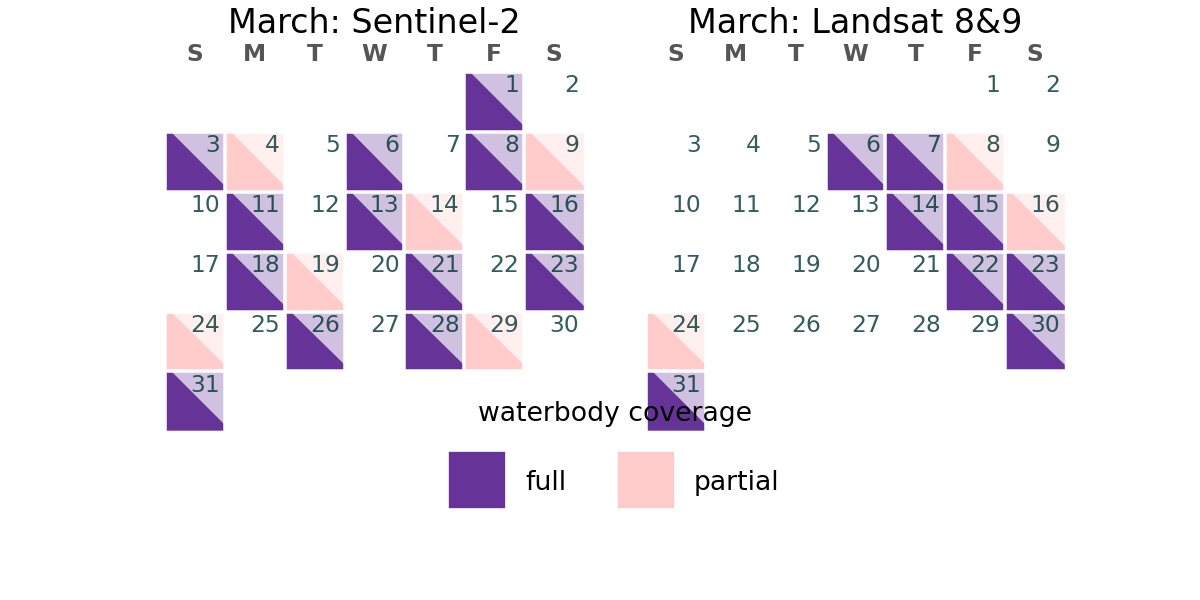 March: Sentinel-2
S M T W T F S
1 2
3 4 5 6 7 8 9
10 11 12 13 14 15 16
17 18 19 20 21 22 23
24 25 26 27 28 29 30
31
March: Landsat 8&9
S M T W T F S
1 2
3 4 5 6 7 8 9
10 11 12 13 14 15 16
17 18 19 20 21 22 23
24 25 26 27 28 29 30
31
waterbody coverage
full partial